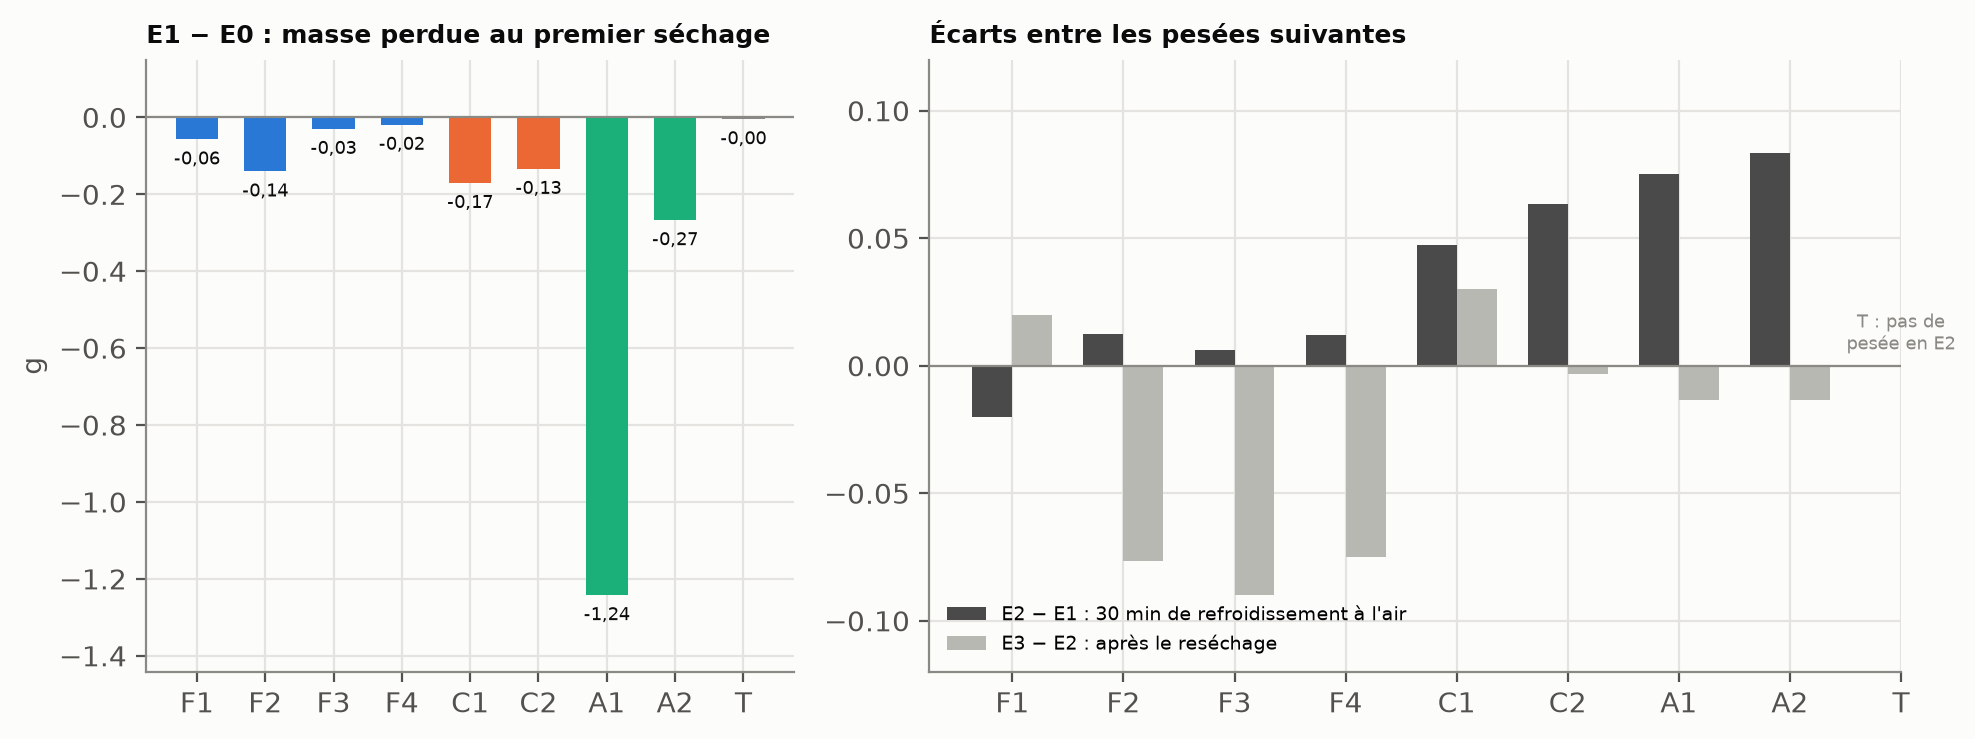 E1 − E0 : masse perdue au premier séchage
g
0.0
−0.2
−0.4
−0.6
−0.8
−1.0
−1.2
−1.4
-0,06
-0,14
-0,03
-0,02
-0,17
-0,13
-1,24
-0,27
-0,00
F1 F2 F3 F4 C1 C2 A1 A2 T
Écarts entre les pesées suivantes
0.10
0.05
0.00
−0.05
−0.10
T : pas de
pesée en E2
E2 − E1 : 30 min de refroidissement à l'air
E3 − E2 : après le reséchage
F1 F2 F3 F4 C1 C2 A1 A2 T